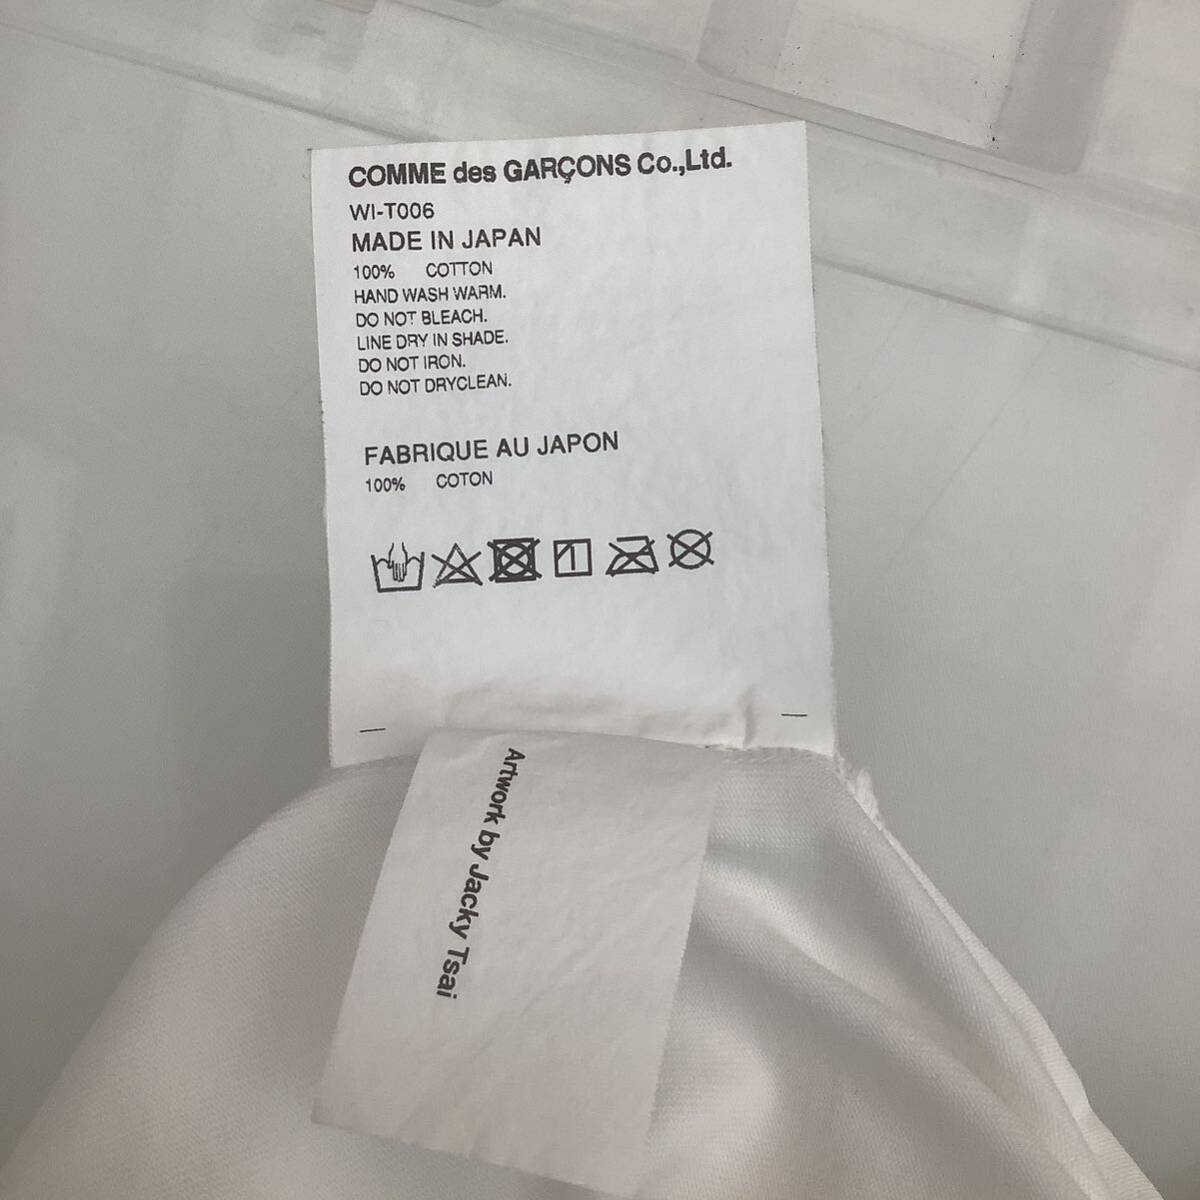 COMME des GARÇONS Co.,Ltd.
WI-T006
MADE IN JAPAN
100% COTTON
HAND WASH WARM.
DO NOT BLEACH.
LINE DRY IN SHADE.
DO NOT IRON.
DO NOT DRYCLEAN.
FABRIQUE AU JAPON
100% COTON
Artwork by Jacky Tsai